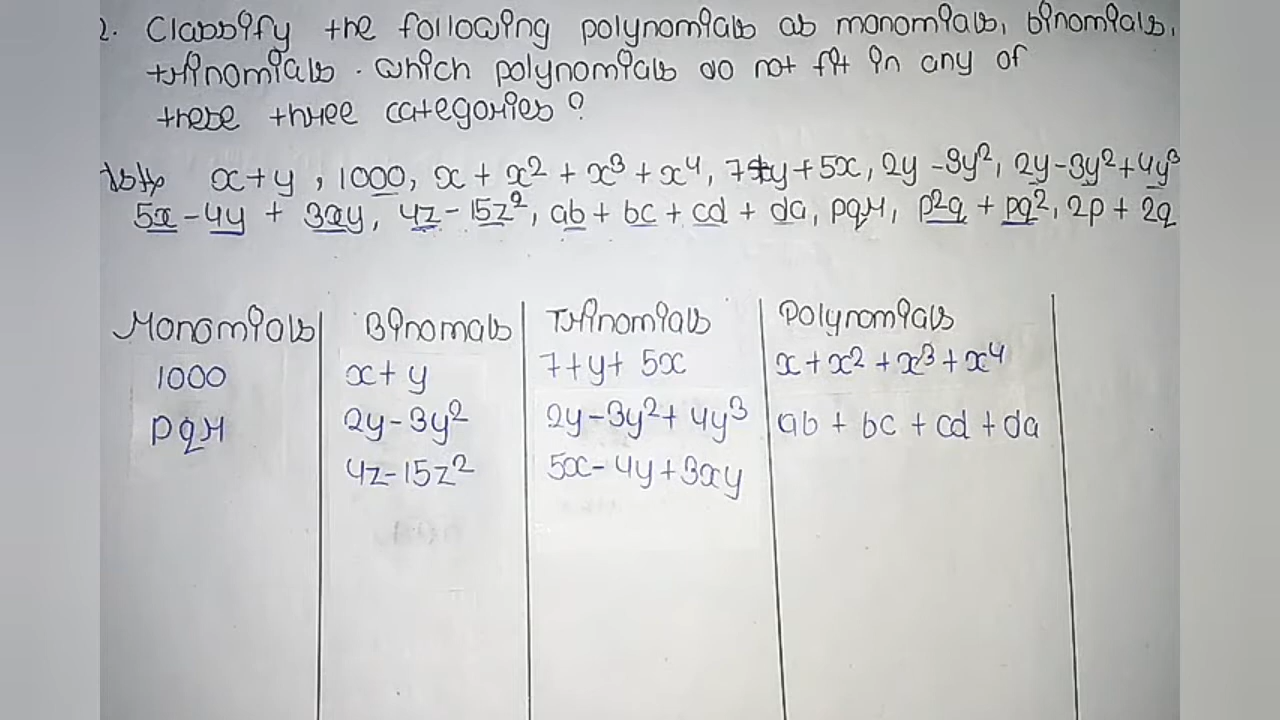 2. Classify the following polynomials as monomials, binomials,
trinomials. which polynomials do not fit in any of
these three categories?
x + y, 1000, x + x² + x³ + x⁴, 7+y + 5x, 2y - 3y², 2y - 3y² + 4y³
5x - 4y + 3xy, 4z - 15z², ab + bc + cd + da, pqr, p²q + pq², 2p + 2q
Monomials Binomals Trinomials Polynomials
1000 x + y 7+y+ 5x x + x² + x³ + x⁴
pqr 2y - 3y² 2y - 3y² + 4y³ ab + bc + cd + da
4z - 15z² 5x - 4y + 3xy